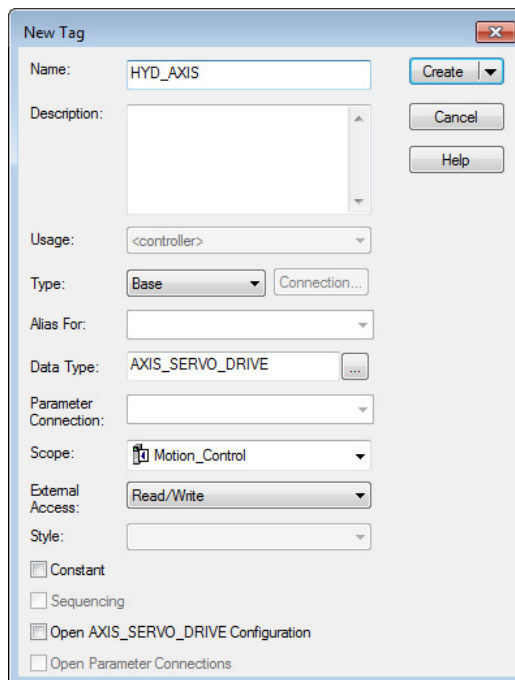 New Tag
Name:
HYD_AXIS
Create
Description:
Cancel
Help
Usage:
<controller>
Type:
Base
Connection...
Alias For:
Data Type:
AXIS_SERVO_DRIVE
...
Parameter
Connection:
Scope:
Motion_Control
External
Access:
Read/Write
Style:
Constant
Sequencing
Open AXIS_SERVO_DRIVE Configuration
Open Parameter Connections